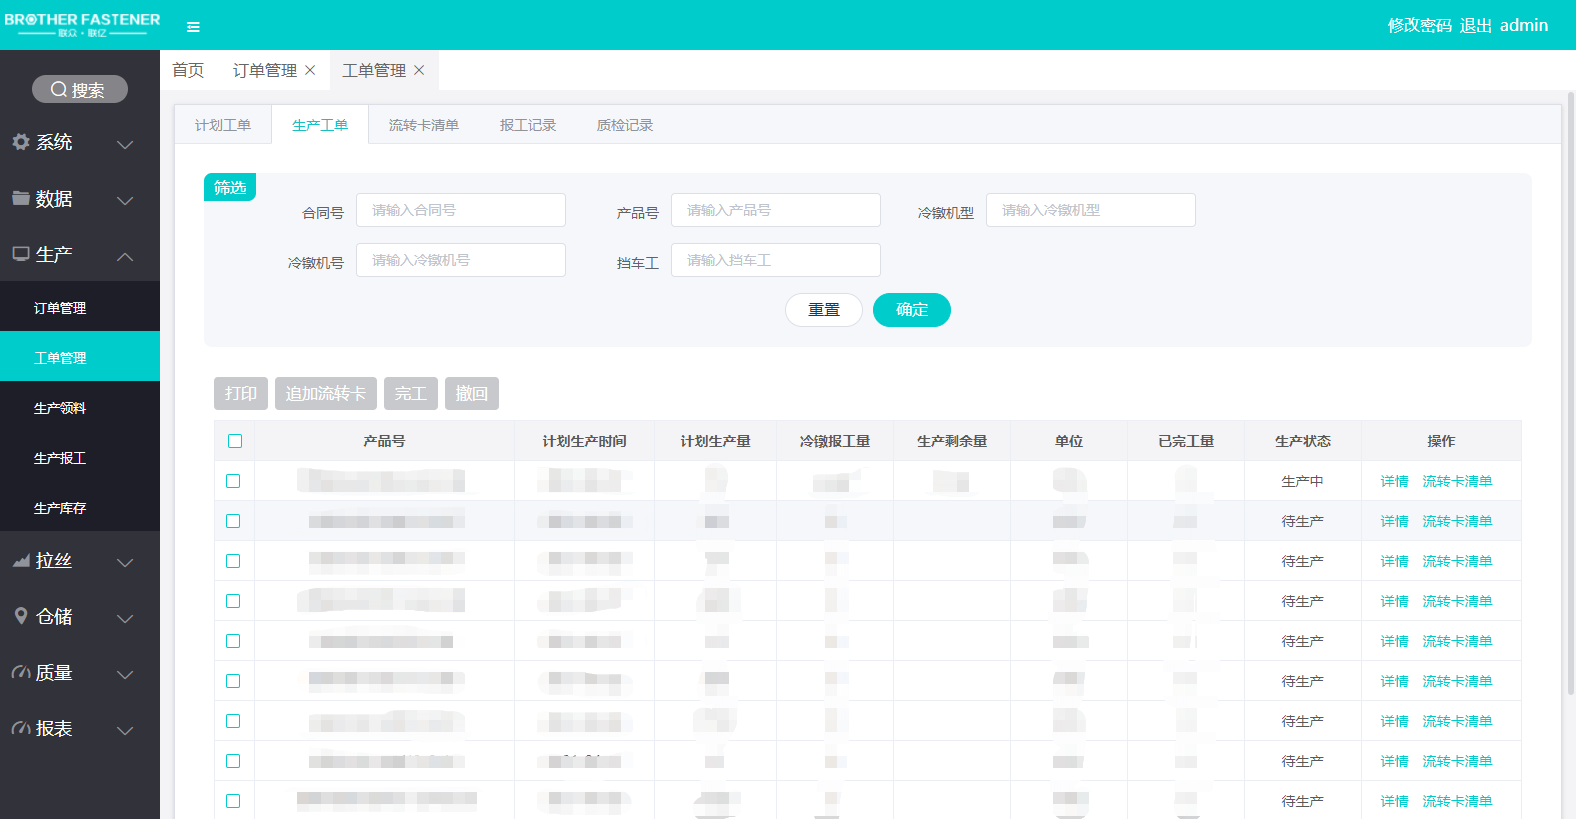 BROTHER FASTENER
联众·联亿
修改密码 退出 admin
搜索
系统
数据
生产
订单管理
工单管理
生产领料
生产报工
生产库存
拉丝
仓储
质量
报表
首页 订单管理 工单管理
计划工单 生产工单 流转卡清单 报工记录 质检记录
筛选
合同号 请输入合同号 产品号 请输入产品号 冷镦机型 请输入冷镦机型
冷镦机号 请输入冷镦机号 挡车工 请输入挡车工
重置 确定
打印 追加流转卡 完工 撤回
产品号 计划生产时间 计划生产量 冷镦报工量 生产剩余量 单位 已完工量 生产状态 操作
生产中 详情 流转卡清单
待生产 详情 流转卡清单
待生产 详情 流转卡清单
待生产 详情 流转卡清单
待生产 详情 流转卡清单
待生产 详情 流转卡清单
待生产 详情 流转卡清单
待生产 详情 流转卡清单
待生产 详情 流转卡清单